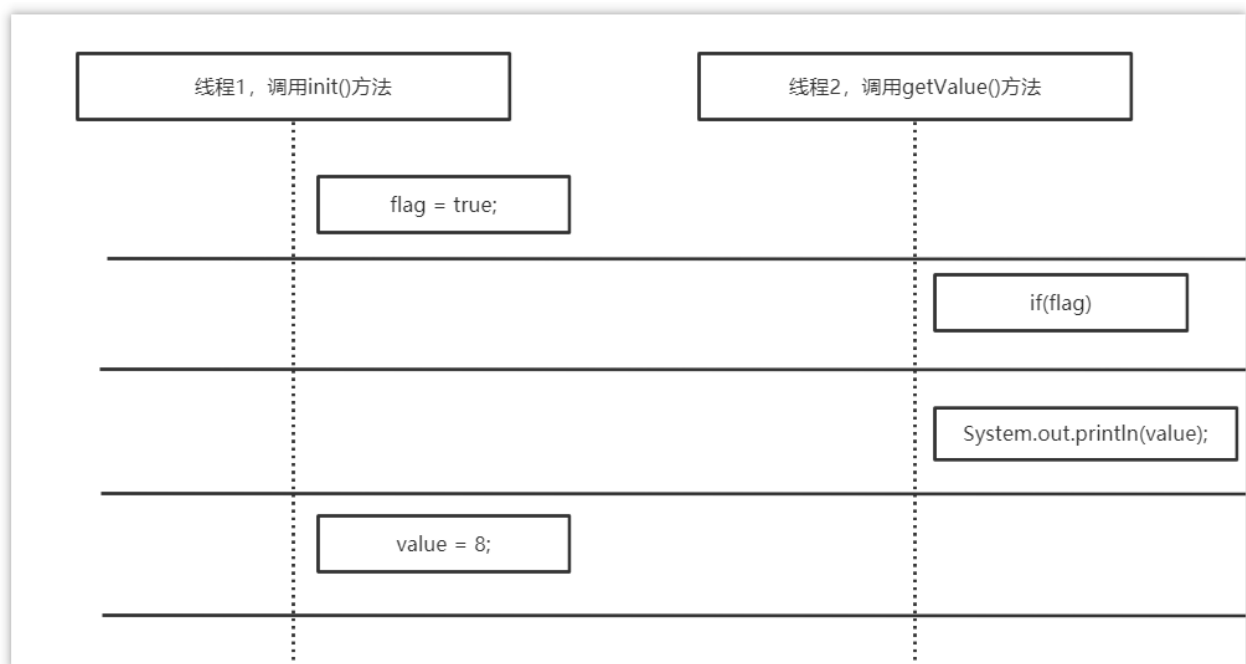 线程1，调用init()方法
线程2，调用getValue()方法
flag = true;
if(flag)
System.out.println(value);
value = 8;